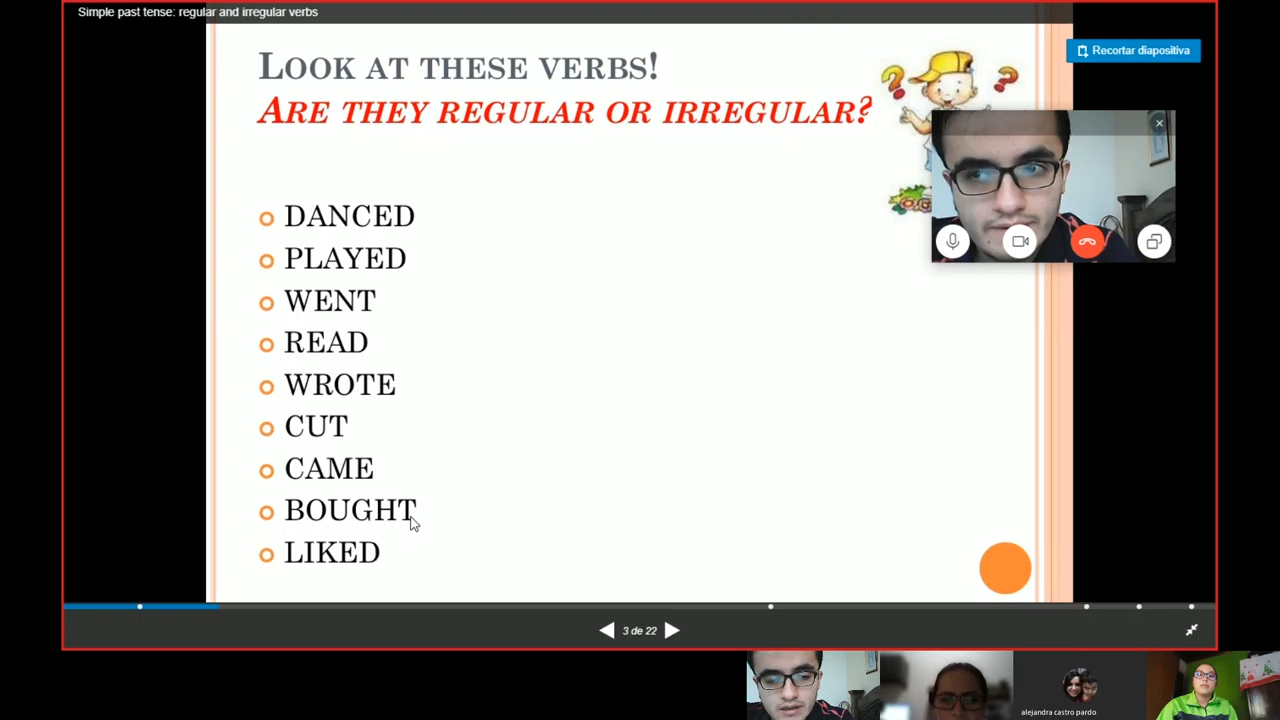 Simple past tense: regular and irregular verbs
Recortar diapositiva
LOOK AT THESE VERBS!
ARE THEY REGULAR OR IRREGULAR?
DANCED
PLAYED
WENT
READ
WROTE
CUT
CAME
BOUGHT
LIKED
3 de 22
alejandra castro pardo